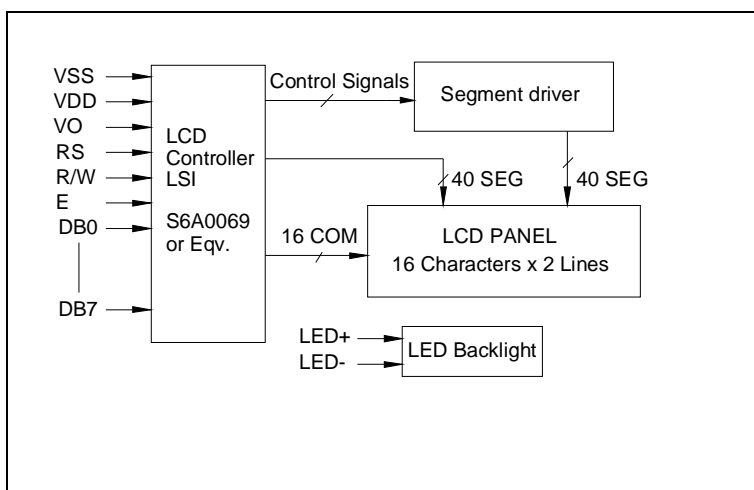 VSS
VDD
VO
RS
R/W
E
DB0
DB7
LCD
Controller
LSI
S6A0069
or Eqv.
Control Signals
Segment driver
40 SEG
40 SEG
16 COM
LCD PANEL
16 Characters x 2 Lines
LED+
LED-
LED Backlight